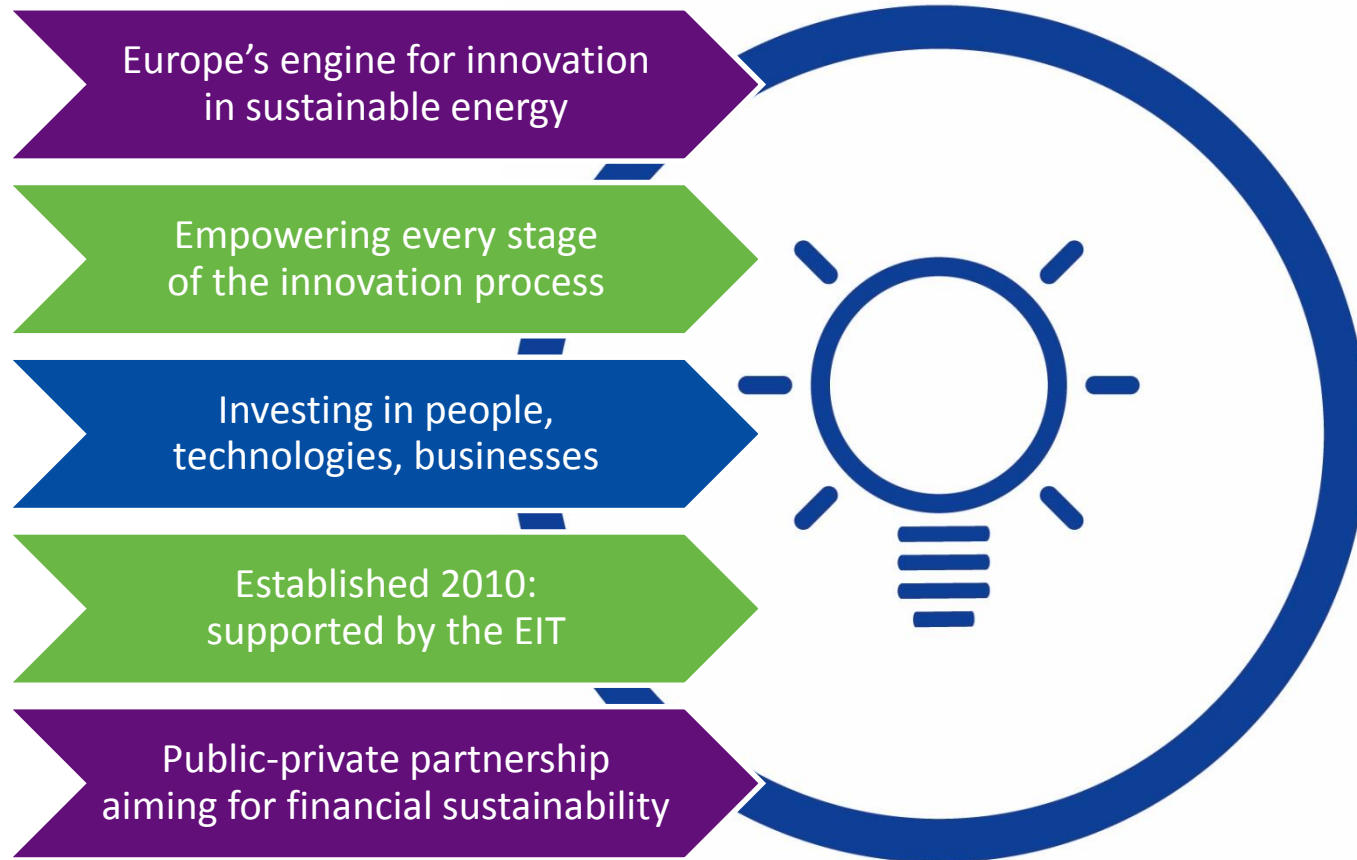 Europe’s engine for innovation
in sustainable energy
Empowering every stage
of the innovation process
Investing in people,
technologies, businesses
Established 2010:
supported by the EIT
Public-private partnership
aiming for financial sustainability